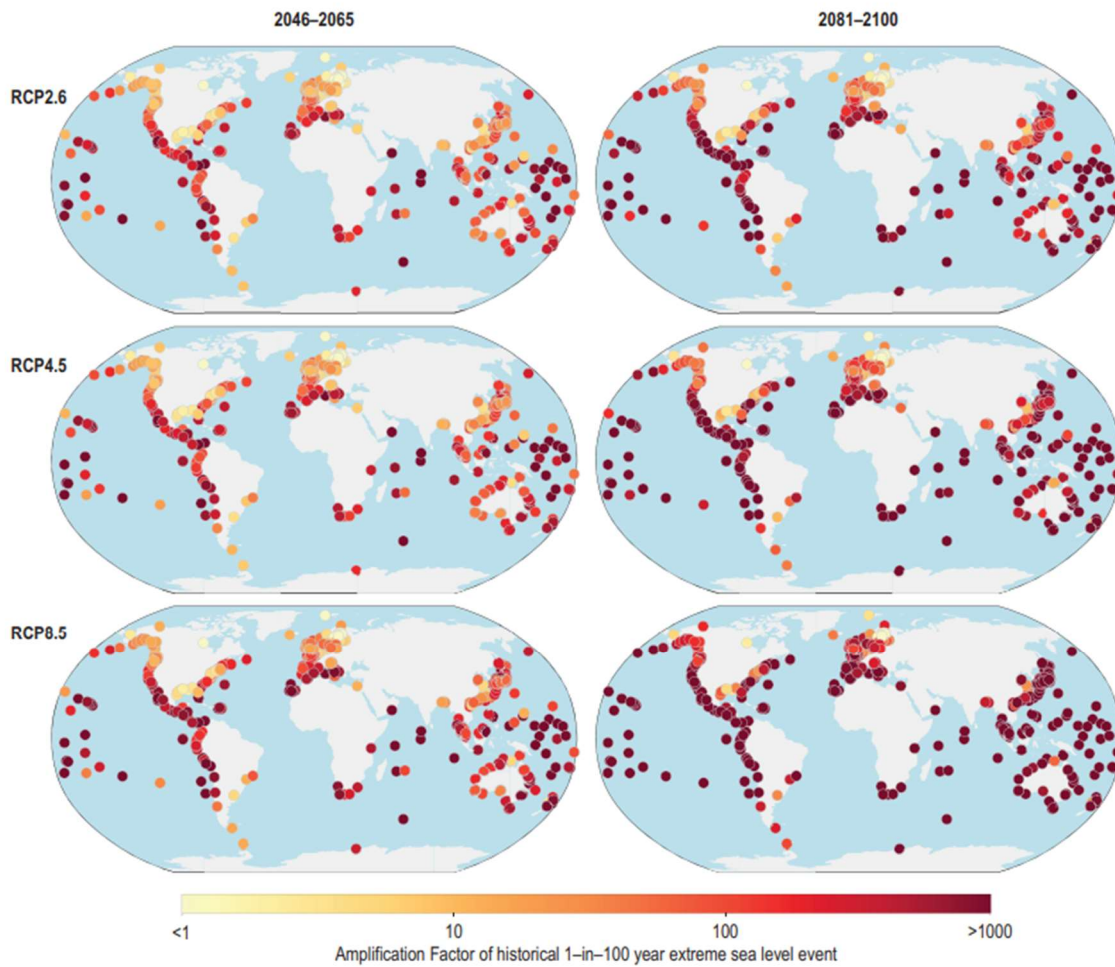 2046–2065
2081–2100
RCP2.6
RCP4.5
RCP8.5
<1
10
100
>1000
Amplification Factor of historical 1–in–100 year extreme sea level event